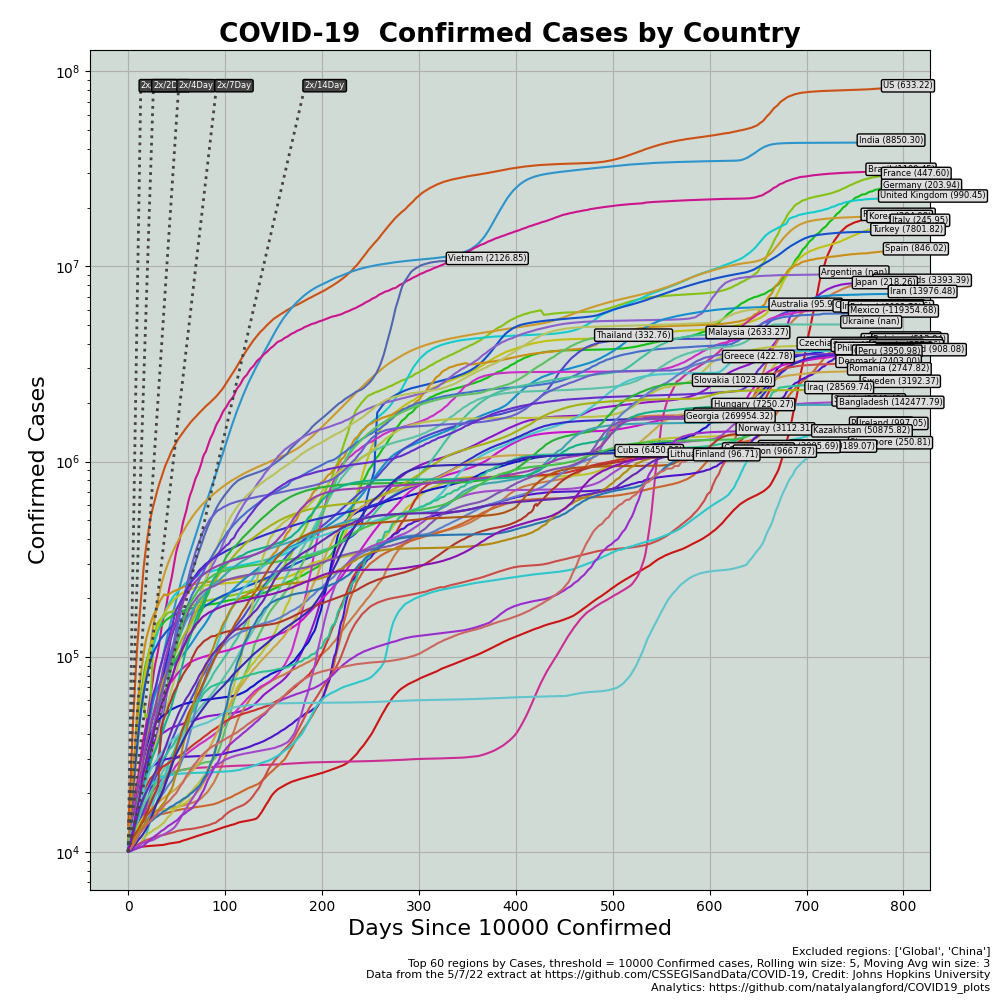 COVID-19 Confirmed Cases by Country
10^8
10^7
10^6
10^5
10^4
Confirmed Cases
2x/4Day
2x/7Day
2x/14Day
US (633.22)
India (8850.30)
France (447.60)
Germany (203.94)
United Kingdom (990.45)
Italy (245.95)
Turkey (7801.82)
Spain (846.02)
Vietnam (2126.85)
Argentina (nan)
Japan (218.26)
Iran (13976.48)
Australia
Mexico (-119354.68)
Ukraine (nan)
Thailand (332.76)
Malaysia (2633.27)
Peru (3950.98)
Greece (422.78)
Denmark (2403.00)
Romania (2747.82)
Slovakia (1023.46)
Sweden (3192.37)
Iraq (28569.74)
Hungary (7250.27)
Bangladesh (142477.79)
Georgia (269954.32)
Ireland (997.05)
Norway (3112.31)
Kazakhstan (50875.82)
Cuba
Finland (96.71)
0 100 200 300 400 500 600 700 800
Days Since 10000 Confirmed
Excluded regions: ['Global', 'China']
Top 60 regions by Cases, threshold = 10000 Confirmed cases, Rolling win size: 5, Moving Avg win size: 3
Data from the 5/7/22 extract at https://github.com/CSSEGISandData/COVID-19, Credit: Johns Hopkins University
Analytics: https://github.com/natalyalangford/COVID19_plots